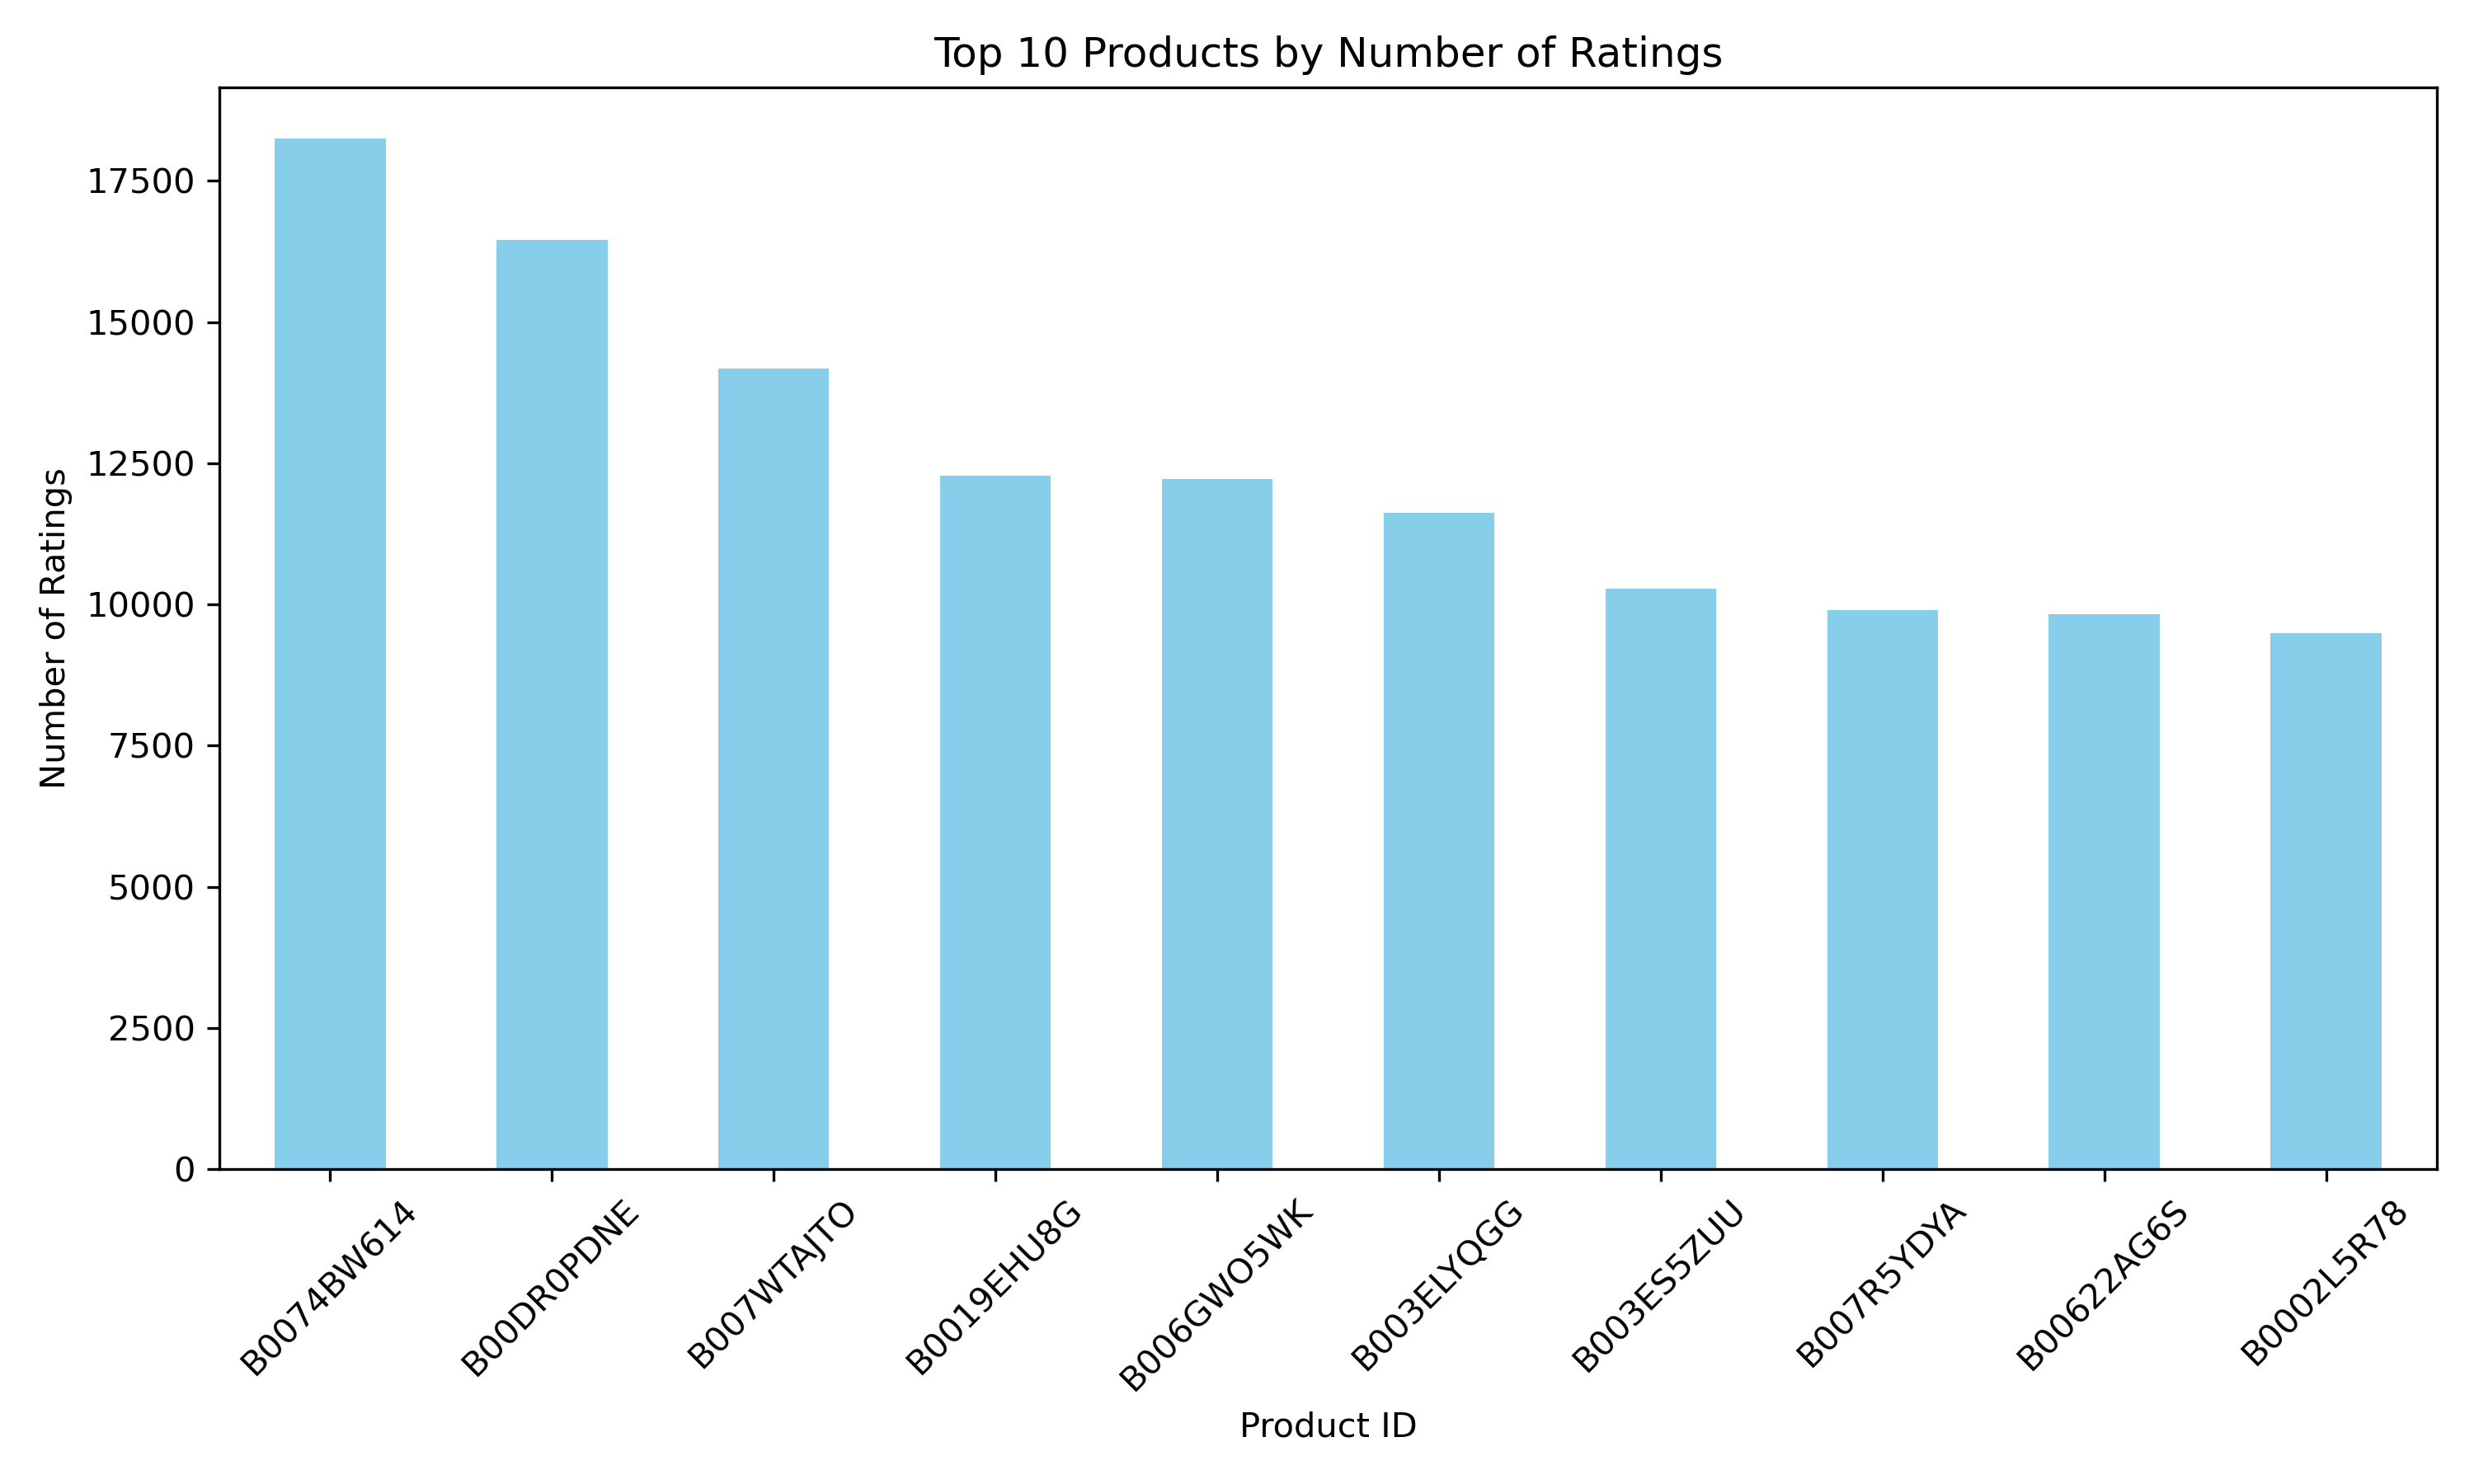 Top 10 Products by Number of Ratings
Number of Ratings
17500
15000
12500
10000
7500
5000
2500
0
B0074BW614
B00DR0PDNE
B007WTAJTO
B0019EHU8G
B006GWO5WK
B003ELYQGG
B003ES5ZUU
B007R5YDYA
B00622AG6S
B0002L5R78
Product ID